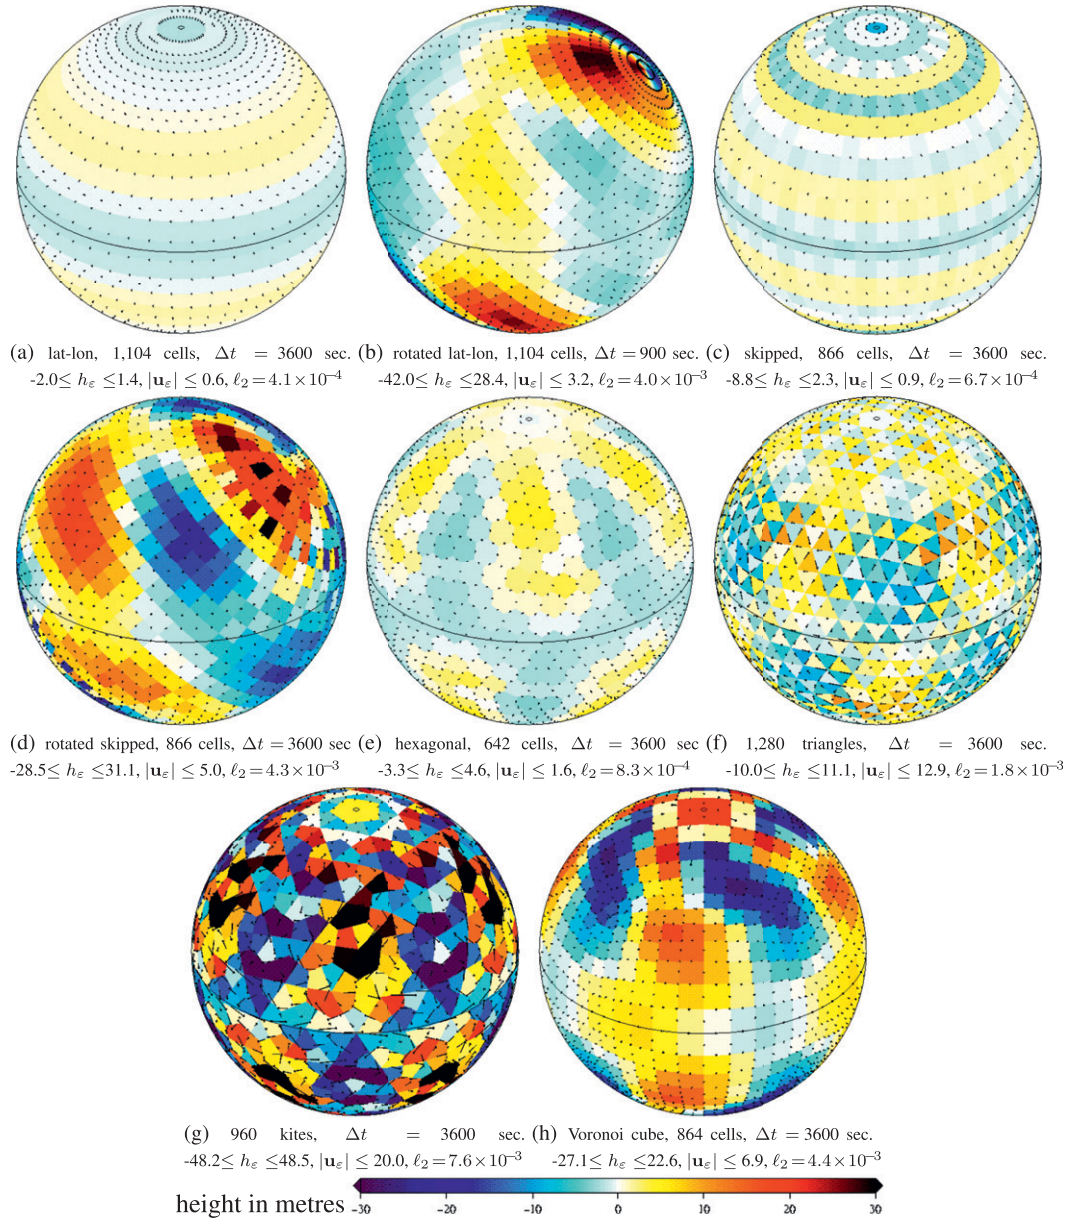 (a) lat-lon, 1,104 cells, Δt = 3600 sec.
-2.0≤ hε ≤1.4, |uε| ≤ 0.6, ℓ2=4.1×10–4
(b) rotated lat-lon, 1,104 cells, Δt=900 sec.
-42.0≤ hε ≤28.4, |uε| ≤ 3.2, ℓ2=4.0×10–3
(c) skipped, 866 cells, Δt = 3600 sec.
-8.8≤ hε ≤2.3, |uε| ≤ 0.9, ℓ2=6.7×10–4
(d) rotated skipped, 866 cells, Δt=3600 sec
-28.5≤ hε ≤31.1, |uε| ≤ 5.0, ℓ2=4.3×10–3
(e) hexagonal, 642 cells, Δt = 3600 sec
-3.3≤ hε ≤4.6, |uε| ≤ 1.6, ℓ2=8.3×10–4
(f) 1,280 triangles, Δt = 3600 sec.
-10.0≤ hε ≤11.1, |uε| ≤ 12.9, ℓ2=1.8×10–3
(g) 960 kites, Δt = 3600 sec.
-48.2≤ hε ≤48.5, |uε| ≤ 20.0, ℓ2=7.6×10–3
(h) Voronoi cube, 864 cells, Δt=3600 sec.
-27.1≤ hε ≤22.6, |uε| ≤ 6.9, ℓ2=4.4×10–3
height in metres
-30 -20 -10 0 10 20 30